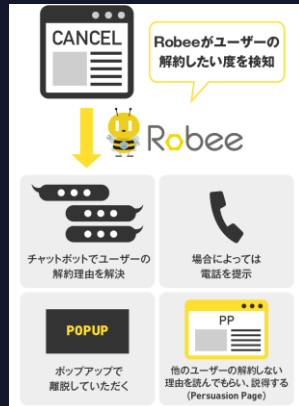 CANCEL
Robeeがユーザーの
解約したい度を検知
Robee
チャットボットでユーザーの
解約理由を解決
場合によっては
電話を提示
POPUP
ポップアップで
離脱していただく
PP
他のユーザーの解約しない
理由を読んでもらい、説得する
(Persuasion Page)